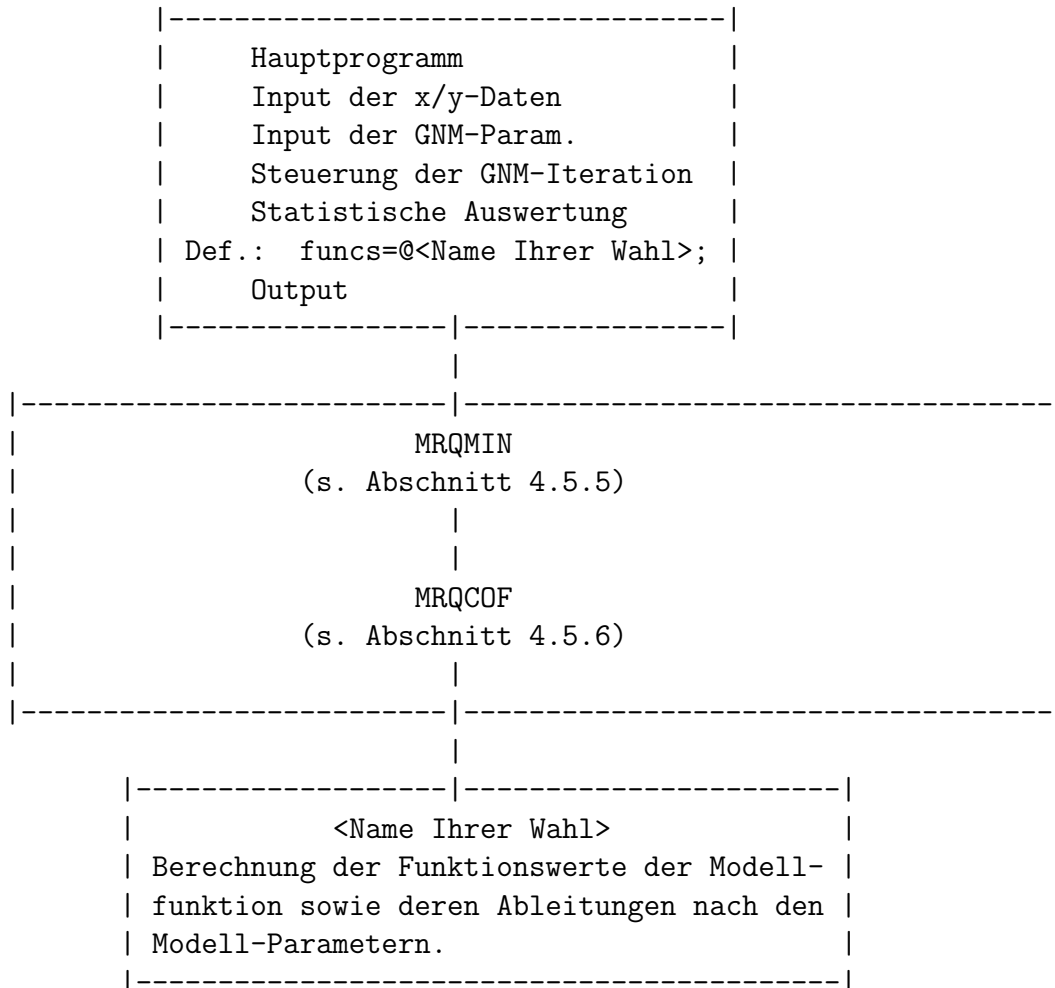 Hauptprogramm
Input der x/y-Daten
Input der GNM-Param.
Steuerung der GNM-Iteration
Statistische Auswertung
Def.: funcs=@<Name Ihrer Wahl>;
Output
MRQMIN
(s. Abschnitt 4.5.5)
MRQCOF
(s. Abschnitt 4.5.6)
<Name Ihrer Wahl>
Berechnung der Funktionswerte der Modell-
funktion sowie deren Ableitungen nach den
Modell-Parametern.